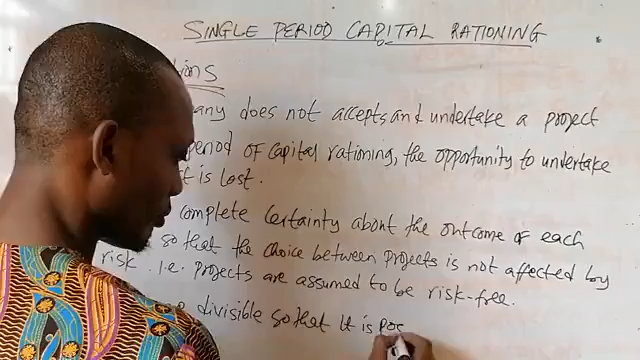 SINGLE PERIOD CAPITAL RATIONING
ions
any does not accepts and undertake a project
period of capital rationing, the opportunity to undertake
t is lost.
complete certainty about the outcome of each
so that the choice between projects is not affected by
risk . i.e. projects are assumed to be risk-free.
divisible so that it is pos